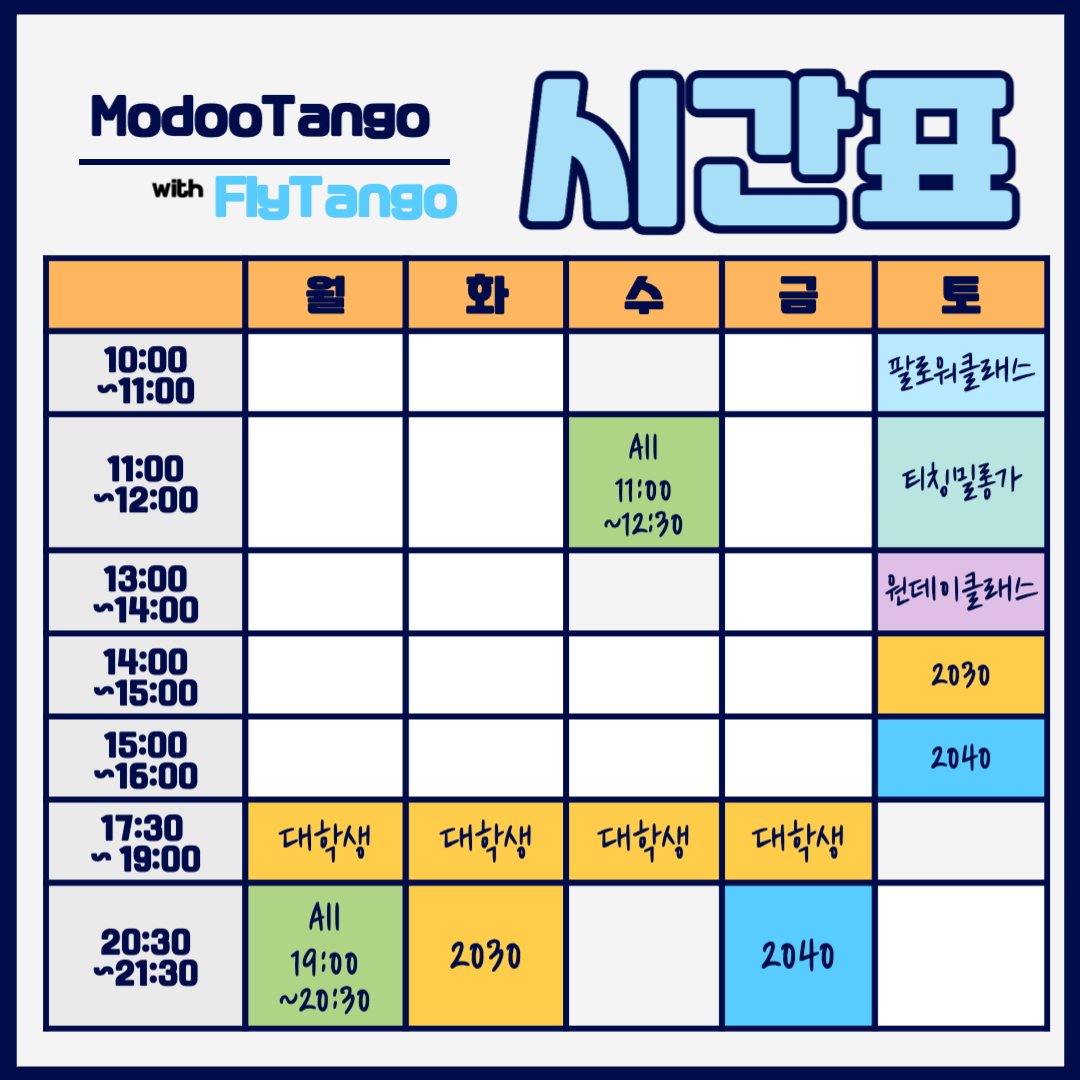 ModooTango
with FlyTango
시간표
월 화 수 금 토
10:00
~11:00
팔로워클래스
11:00
~12:00
All
11:00
~12:30
티칭밀롱가
13:00
~14:00
원데이클래스
14:00
~15:00
2030
15:00
~16:00
2040
17:30
~ 19:00
대학생 대학생 대학생 대학생
20:30
~21:30
All
19:00
~20:30
2030
2040